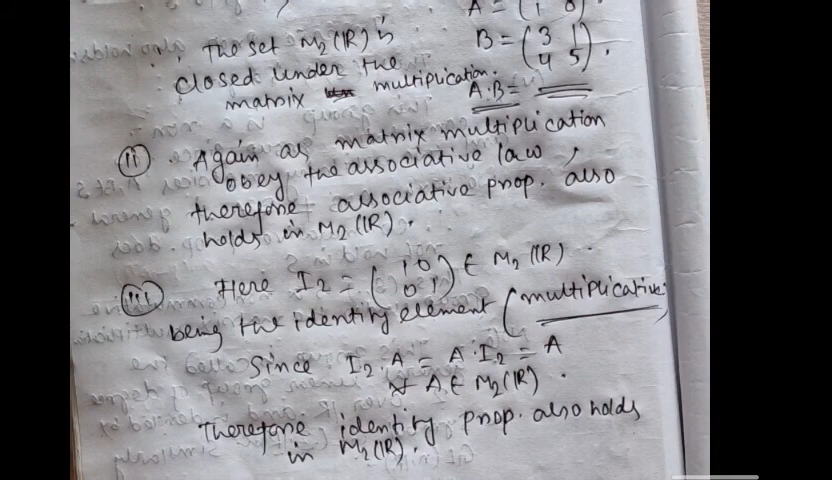 A = (1 0)
The set M₂(IR) is
closed under the
matrix multiplication.
B = (3 1
4 5).
A.B =
(ii) Again as matrix multiplication
obey the associative law,
therefore associative prop. also
holds in M₂(IR).
(iii) Here I₂ = (1 0
0 1) ∈ M₂(IR).
being the identity element (multiplicative)
Since I₂.A = A.I₂ = A
∀ A ∈ M₂(IR).
Therefore identity prop. also holds
in M₂(IR).